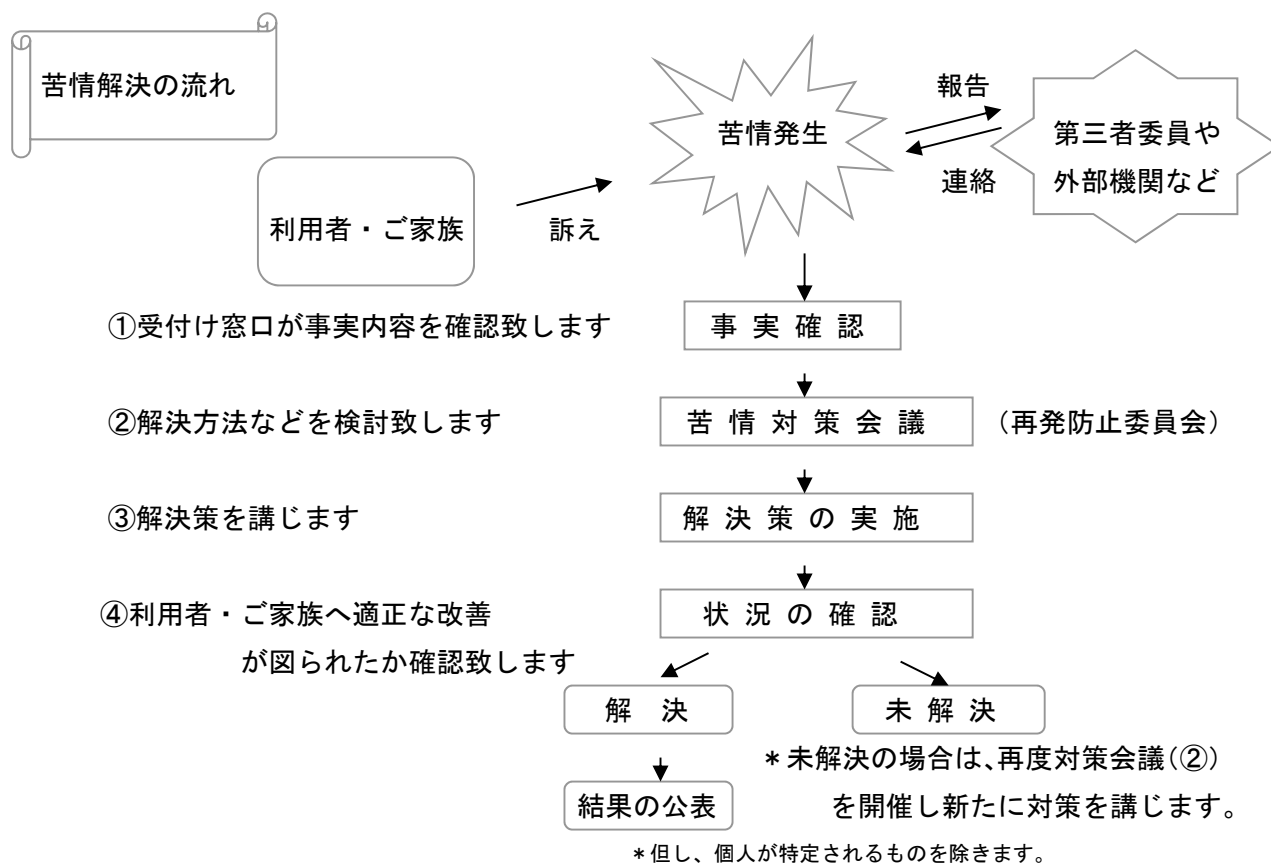 苦情解決の流れ
苦情発生
報告
連絡
第三者委員や
外部機関など
利用者・ご家族
訴え
①受付け窓口が事実内容を確認致します
事実確認
②解決方法などを検討致します
苦情対策会議
（再発防止委員会）
③解決策を講じます
解決策の実施
④利用者・ご家族へ適正な改善
が図られたか確認致します
状況の確認
解決
未解決
＊未解決の場合は、再度対策会議(②)
を開催し新たに対策を講じます。
結果の公表
＊但し、個人が特定されるものを除きます。